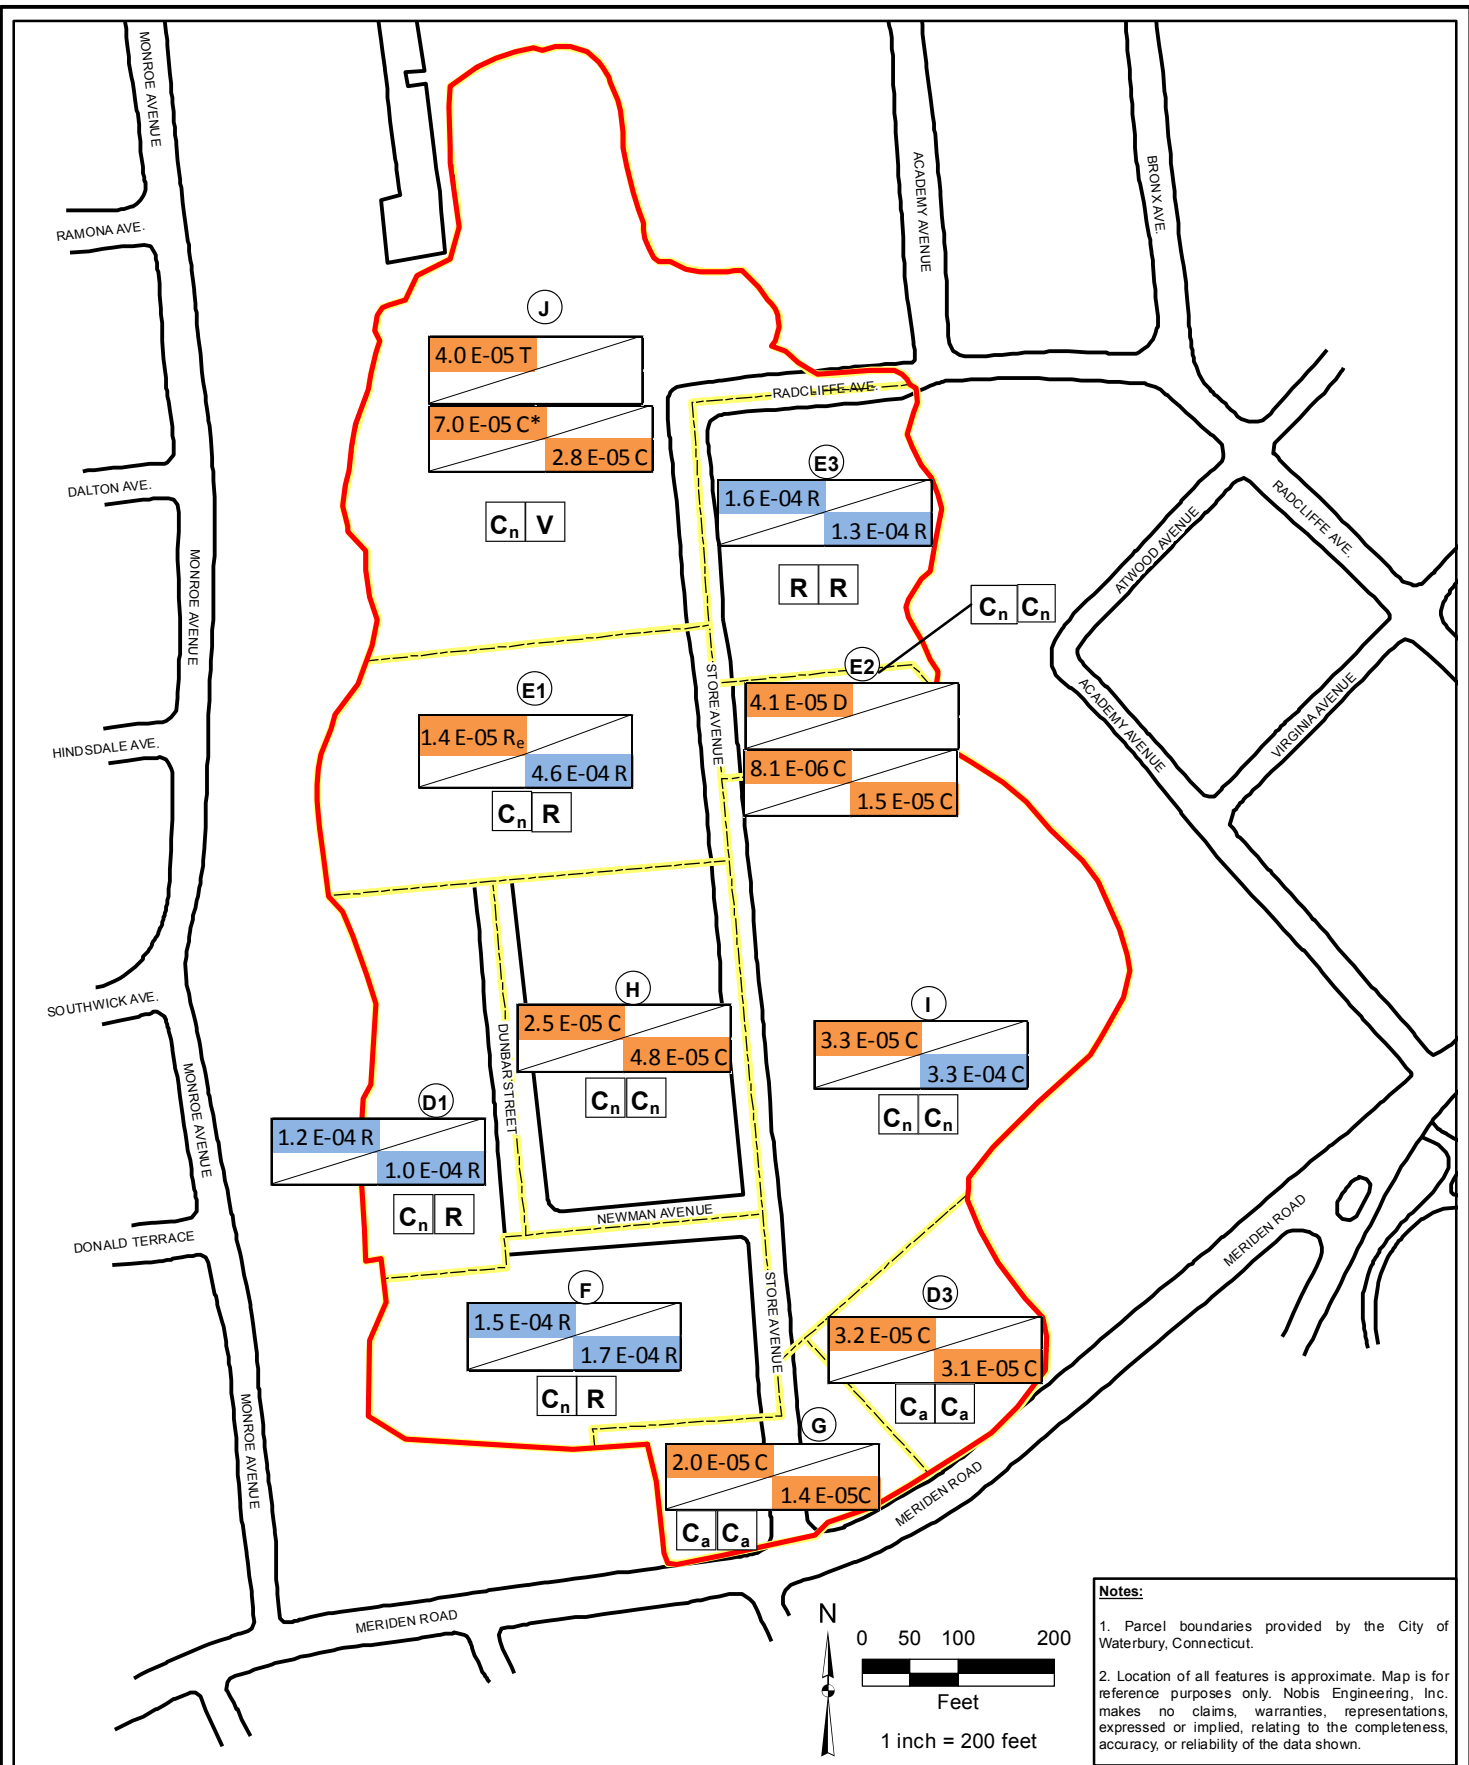 MONROE AVENUE
RAMONA AVE.
ACADEMY AVENUE
BRONX AVE.
J
4.0 E-05 T
7.0 E-05 C*
2.8 E-05 C
Cn V
RADCLIFFE AVE.
E3
1.6 E-04 R
1.3 E-04 R
R R
DALTON AVE.
MONROE AVENUE
RADCLIFFE AVE.
ATWOOD AVENUE
Cn Cn
E2
4.1 E-05 D
8.1 E-06 C
1.5 E-05 C
STORE AVENUE
E1
1.4 E-05 Re
4.6 E-04 R
Cn R
HINDSDALE AVE.
ACADEMY AVENUE
VIRGINIA AVENUE
SOUTHWICK AVE.
H
2.5 E-05 C
4.8 E-05 C
Cn Cn
DUNBAR STREET
I
3.3 E-05 C
3.3 E-04 C
Cn Cn
MONROE AVENUE
D1
1.2 E-04 R
1.0 E-04 R
Cn R
NEWMAN AVENUE
DONALD TERRACE
MERIDEN ROAD
F
1.5 E-04 R
1.7 E-04 R
Cn R
STORE AVENUE
D3
3.2 E-05 C
3.1 E-05 C
Ca Ca
G
2.0 E-05 C
1.4 E-05C
Ca Ca
MONROE AVENUE
MERIDEN ROAD
MERIDEN ROAD
N
0 50 100 200
Feet
1 inch = 200 feet
Notes:
1. Parcel boundaries provided by the City of
Waterbury, Connecticut.
2. Location of all features is approximate. Map is for
reference purposes only. Nobis Engineering, Inc.
makes no claims, warranties, representations,
expressed or implied, relating to the completeness,
accuracy, or reliability of the data shown.